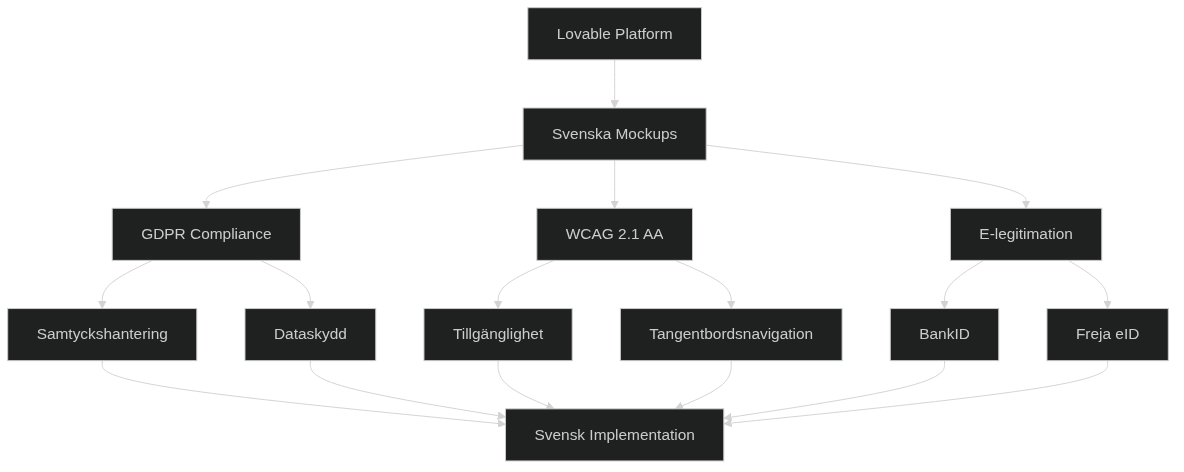 Lovable Platform
Svenska Mockups
GDPR Compliance
WCAG 2.1 AA
E-legitimation
Samtyckshantering
Dataskydd
Tillgänglighet
Tangentbordsnavigation
BankID
Freja eID
Svensk Implementation